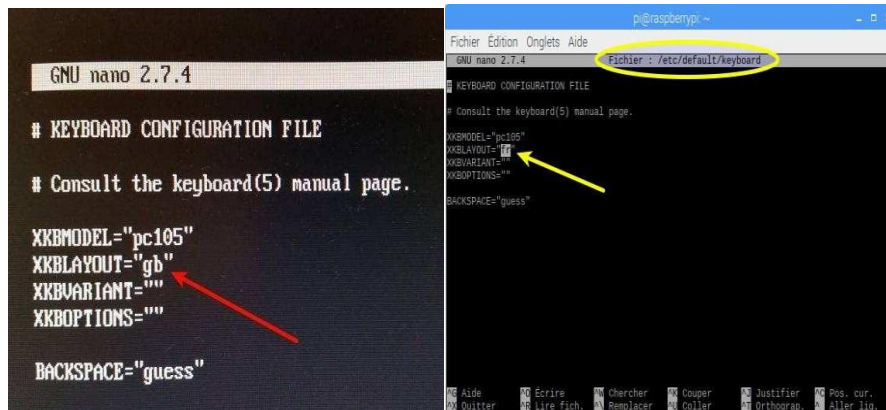 GNU nano 2.7.4
# KEYBOARD CONFIGURATION FILE
# Consult the keyboard(5) manual page.
XKBMODEL="pc105"
XKBLAYOUT="gb"
XKBVARIANT=""
XKBOPTIONS=""
BACKSPACE="guess"
pi@raspberrypi: ~
Fichier Édition Onglets Aide
GNU nano 2.7.4 Fichier : /etc/default/keyboard
# KEYBOARD CONFIGURATION FILE
# Consult the keyboard(5) manual page.
XKBMODEL="pc105"
XKBLAYOUT="fr"
XKBVARIANT=""
XKBOPTIONS=""
BACKSPACE="guess"
^G Aide ^O Écrire ^W Chercher ^K Couper ^J Justifier ^C Pos. cur.
^X Quitter ^R Lire fich. ^\ Remplacer ^U Coller ^T Orthograp. ^_ Aller lig.